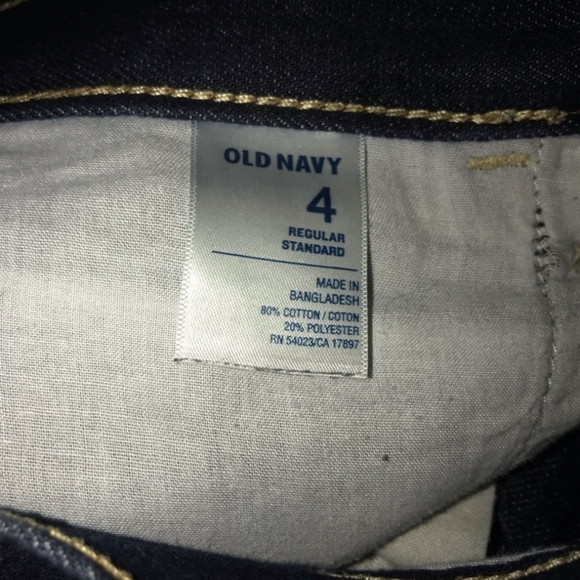 OLD NAVY
4
REGULAR
STANDARD
MADE IN
BANGLADESH
80% COTTON / COTON
20% POLYESTER
RN 54023/CA 17897